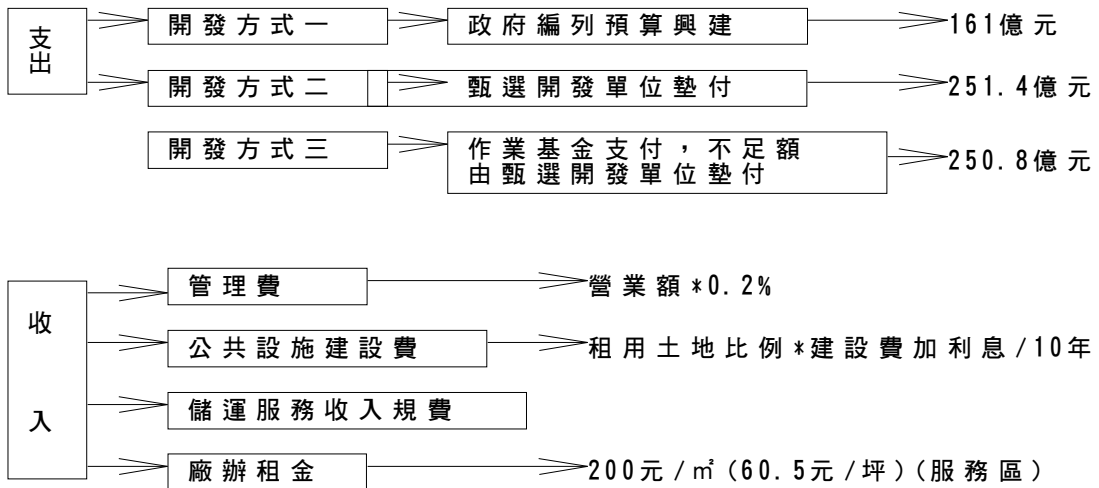 支出
開發方式一 政府編列預算興建 161億元
開發方式二 甄選開發單位墊付 251.4億元
開發方式三 作業基金支付，不足額
由甄選開發單位墊付 250.8億元
收入
管理費 營業額*0.2%
公共設施建設費 租用土地比例*建設費加利息/10年
儲運服務收入規費
廠辦租金 200元/㎡(60.5元/坪)(服務區)